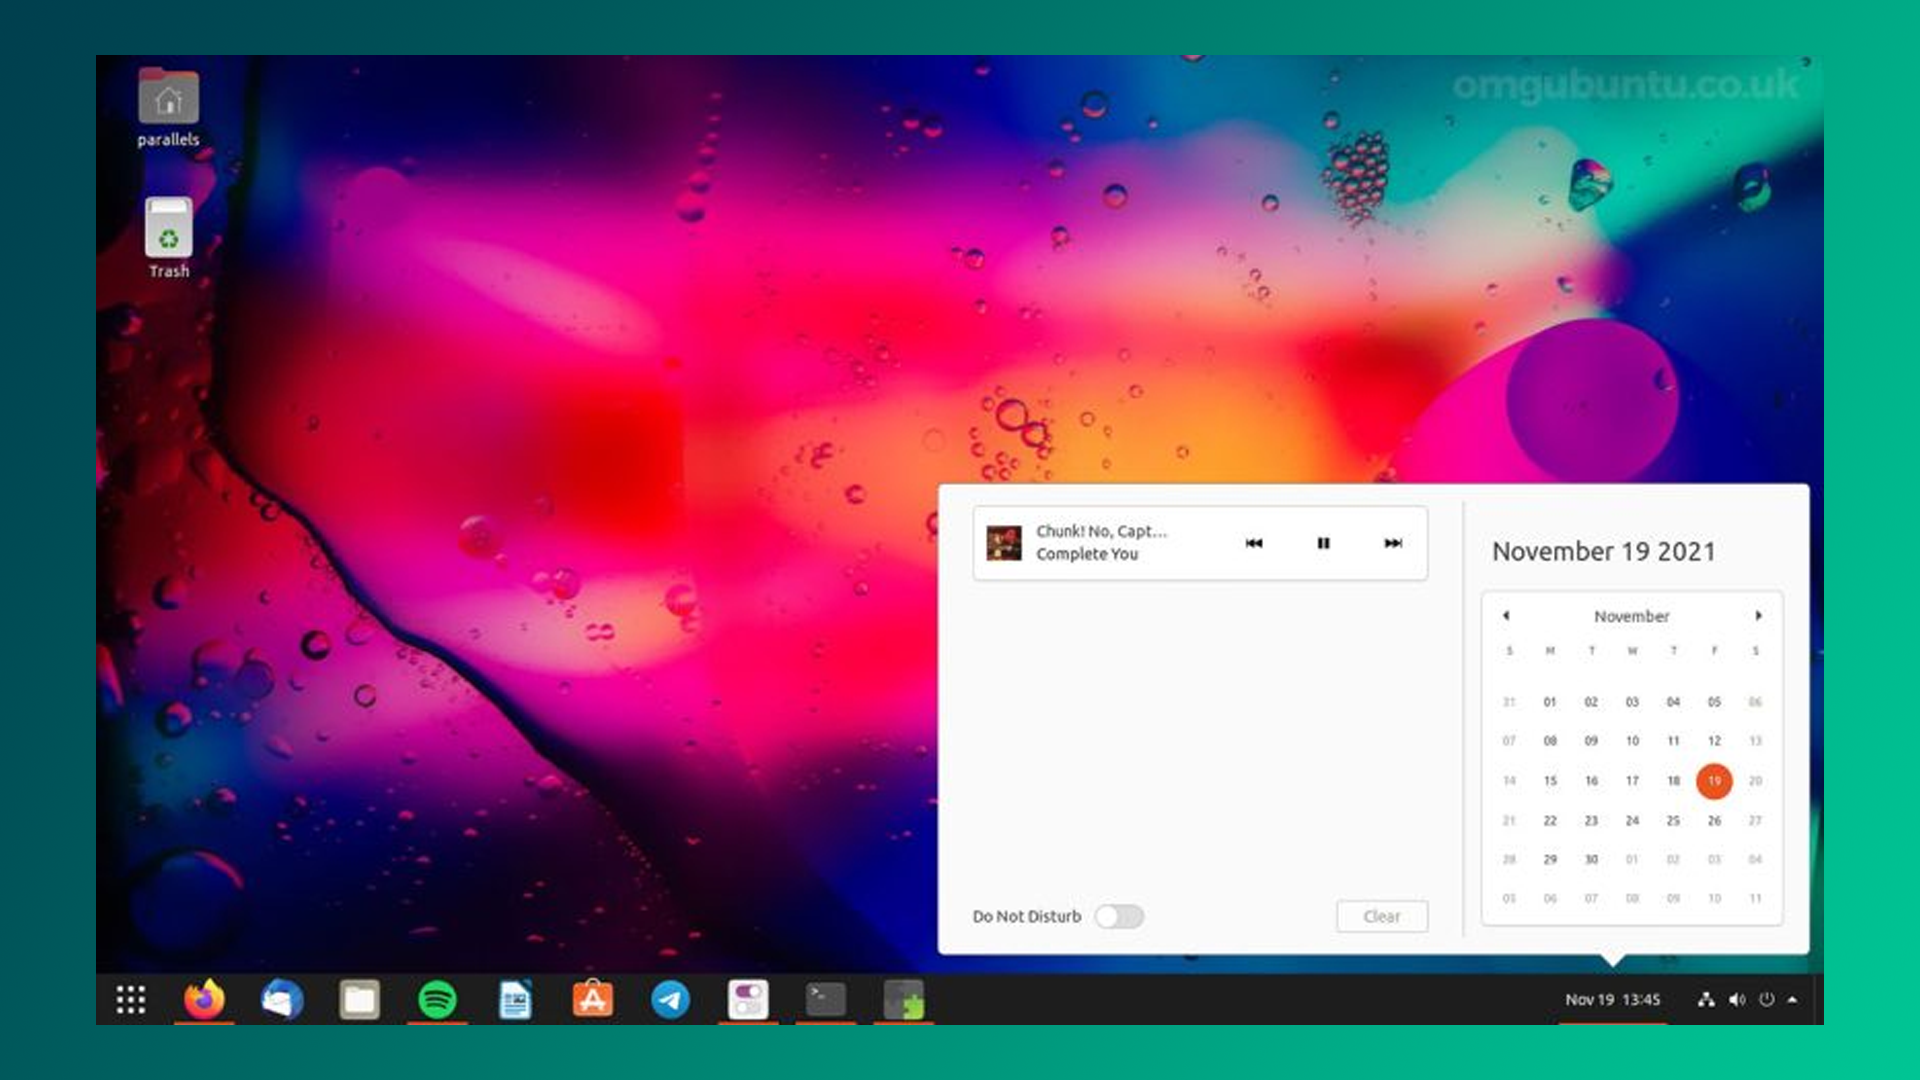 omgubuntu.co.uk
parallels
Trash
Chunk! No, Capt...
Complete You
November 19 2021
November
S M T W T F S
31 01 02 03 04 05 06
07 08 09 10 11 12 13
14 15 16 17 18 19 20
21 22 23 24 25 26 27
28 29 30 01 02 03 04
05 06 07 08 09 10 11
Do Not Disturb
Clear
Nov 19 13:45